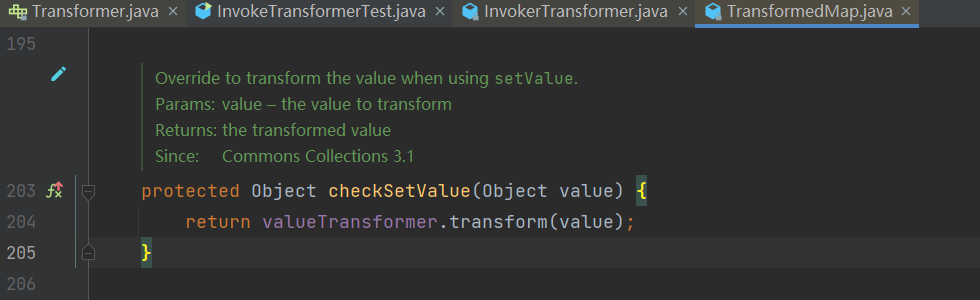 Transformer.java × InvokeTransformerTest.java × InvokerTransformer.java × TransformedMap.java ×
195
Override to transform the value when using setValue.
Params: value – the value to transform
Returns: the transformed value
Since: Commons Collections 3.1
203 protected Object checkSetValue(Object value) {
204 return valueTransformer.transform(value);
205 }
206